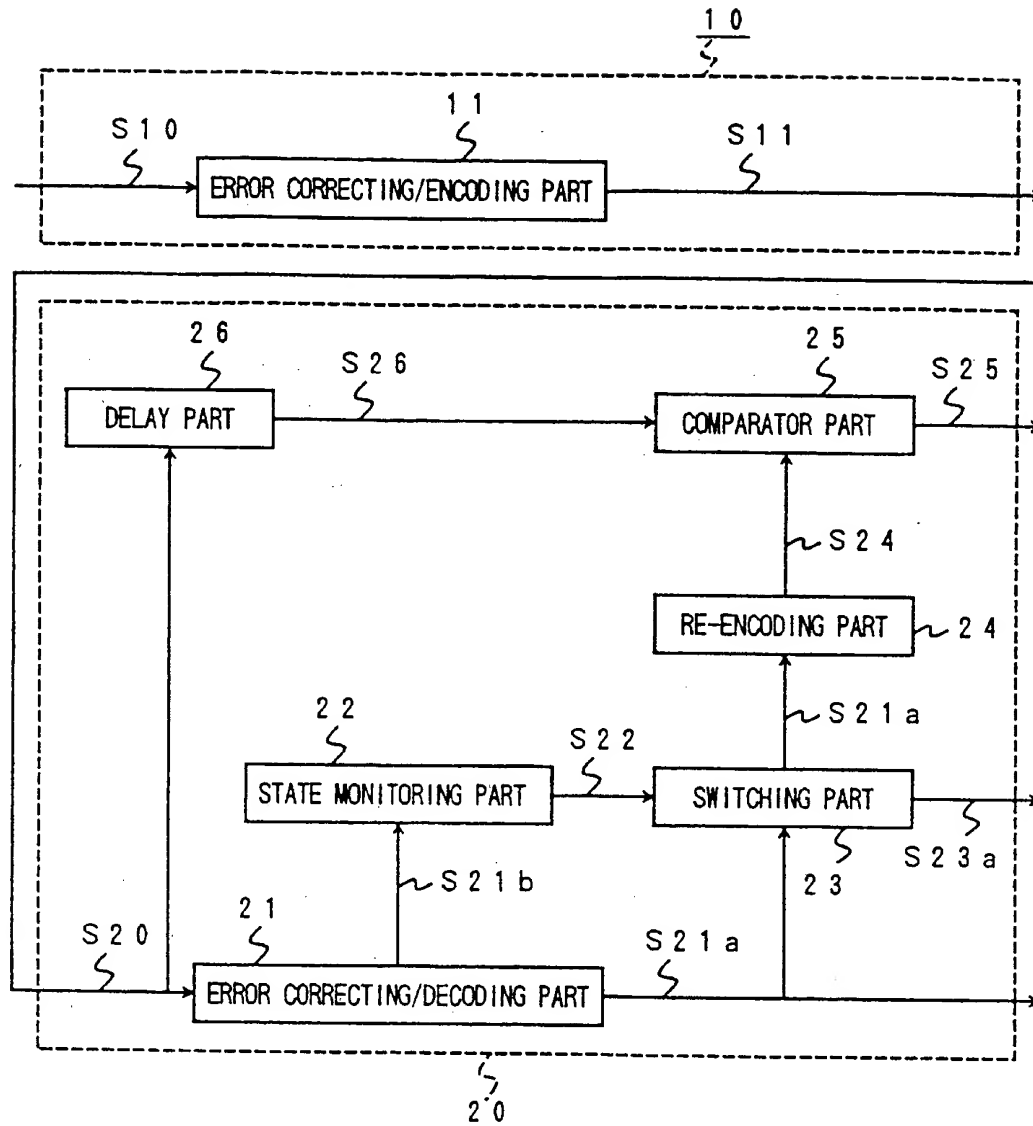 10
11
S10
S11
ERROR CORRECTING/ENCODING PART
26
S26
25
S25
DELAY PART
COMPARATOR PART
S24
RE-ENCODING PART
24
S21a
22
S22
STATE MONITORING PART
SWITCHING PART
S23a
23
S21b
21
S20
S21a
ERROR CORRECTING/DECODING PART
20